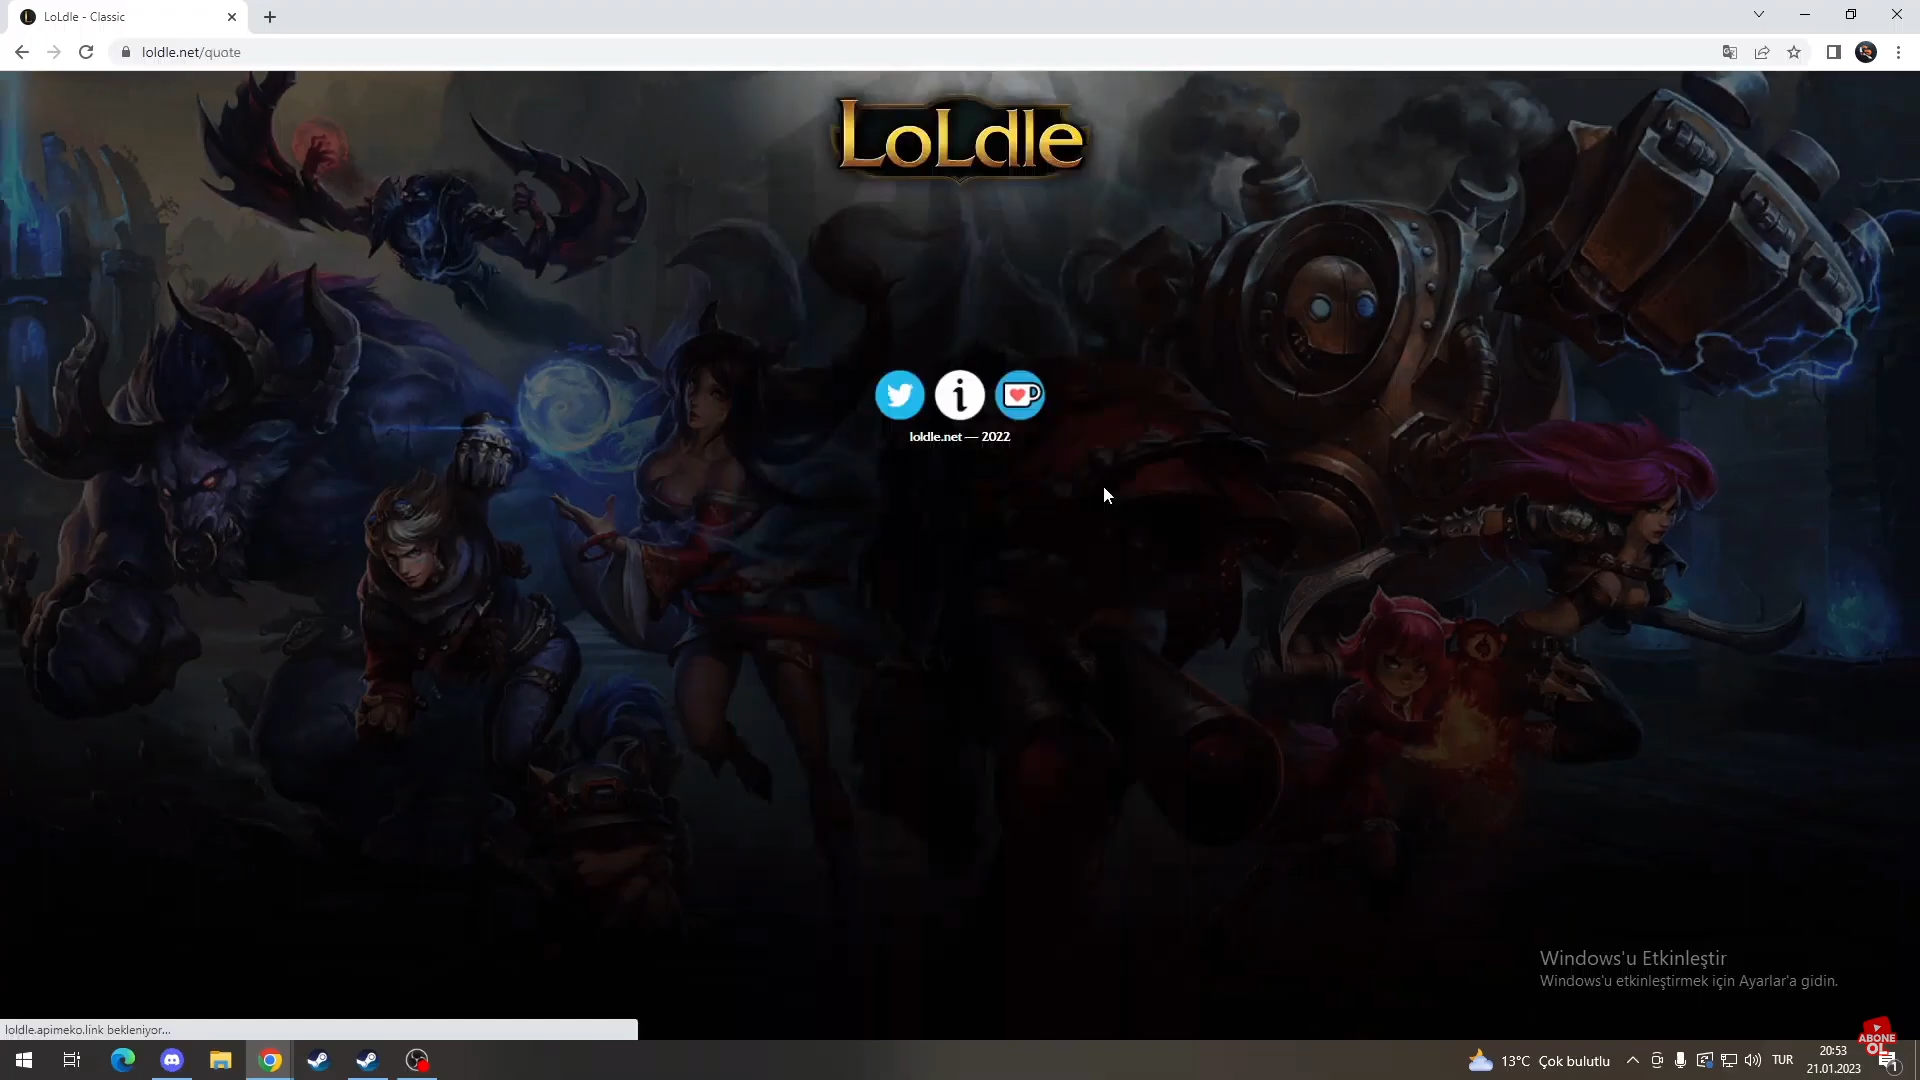 LoLdle - Classic
loldle.net/quote
LoLdle
i
loldle.net — 2022
Windows'u Etkinleştir
Windows'u etkinleştirmek için Ayarlar'a gidin.
loldle.apimeko.link bekleniyor...
ABONE
OL
13°C Çok bulutlu
TUR
20:53
21.01.2023
1